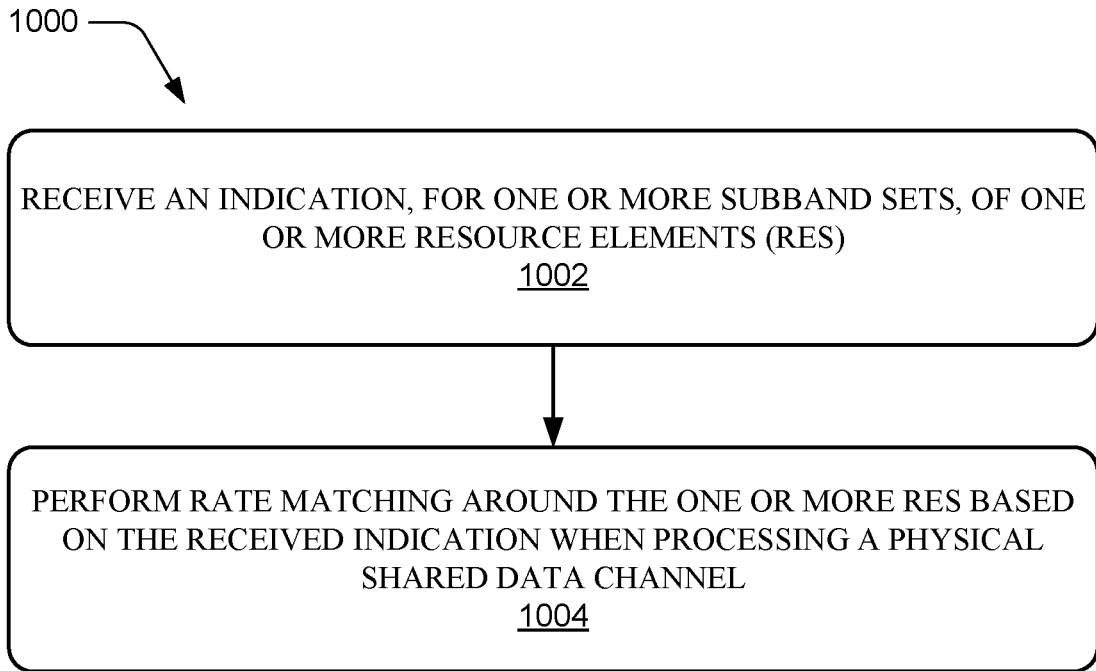 1000
RECEIVE AN INDICATION, FOR ONE OR MORE SUBBAND SETS, OF ONE
OR MORE RESOURCE ELEMENTS (RES)
1002
PERFORM RATE MATCHING AROUND THE ONE OR MORE RES BASED
ON THE RECEIVED INDICATION WHEN PROCESSING A PHYSICAL
SHARED DATA CHANNEL
1004